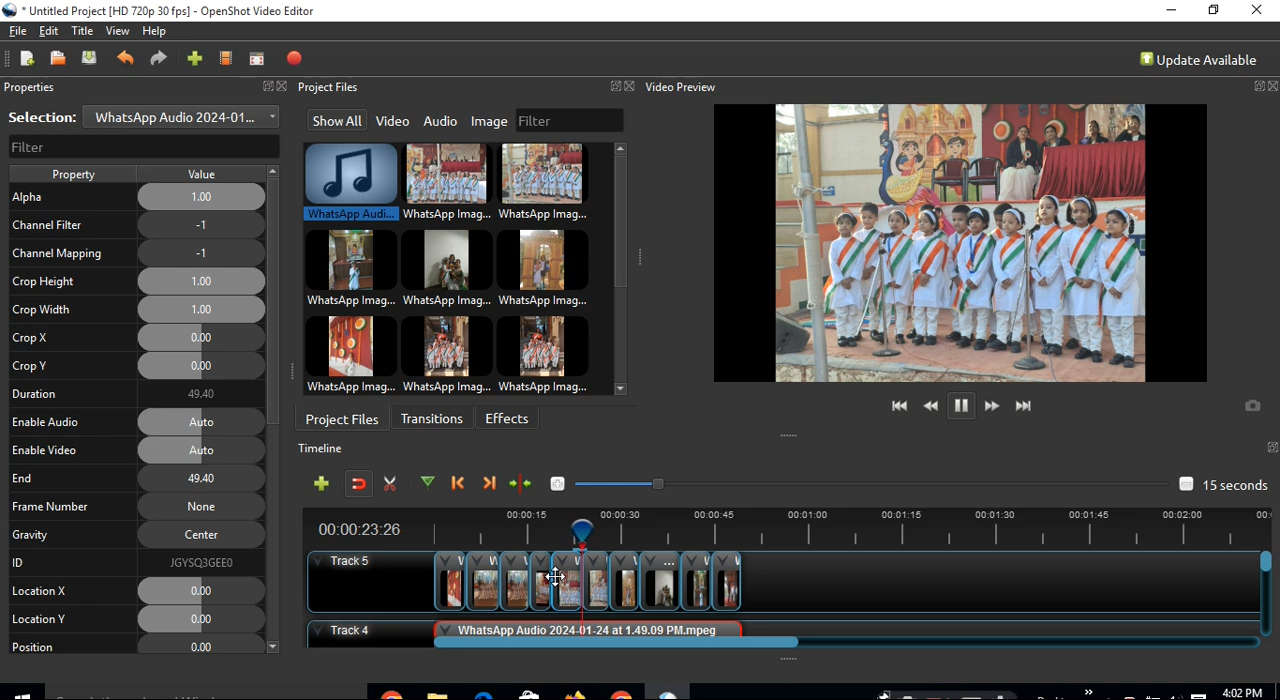 * Untitled Project [HD 720p 30 fps] - OpenShot Video Editor
File Edit Title View Help
Update Available
Properties
Selection: WhatsApp Audio 2024-01...
Filter
Property Value
Alpha 1.00
Channel Filter -1
Channel Mapping -1
Crop Height 1.00
Crop Width 1.00
Crop X 0.00
Crop Y 0.00
Duration 49.40
Enable Audio Auto
Enable Video Auto
End 49.40
Frame Number None
Gravity Center
ID JGYSQ3GEE0
Location X 0.00
Location Y 0.00
Position 0.00
Project Files
Show All Video Audio Image Filter
WhatsApp Audi... WhatsApp Imag... WhatsApp Imag...
WhatsApp Imag... WhatsApp Imag... WhatsApp Imag...
WhatsApp Imag... WhatsApp Imag... WhatsApp Imag...
Project Files Transitions Effects
Video Preview
Timeline
15 seconds
00:00:23:26
00:00:15 00:00:30 00:00:45 00:01:00 00:01:15 00:01:30 00:01:45 00:02:00 00:
Track 5
...
Track 4
WhatsApp Audio 2024-01-24 at 1.49.09 PM.mpeg
4:02 PM